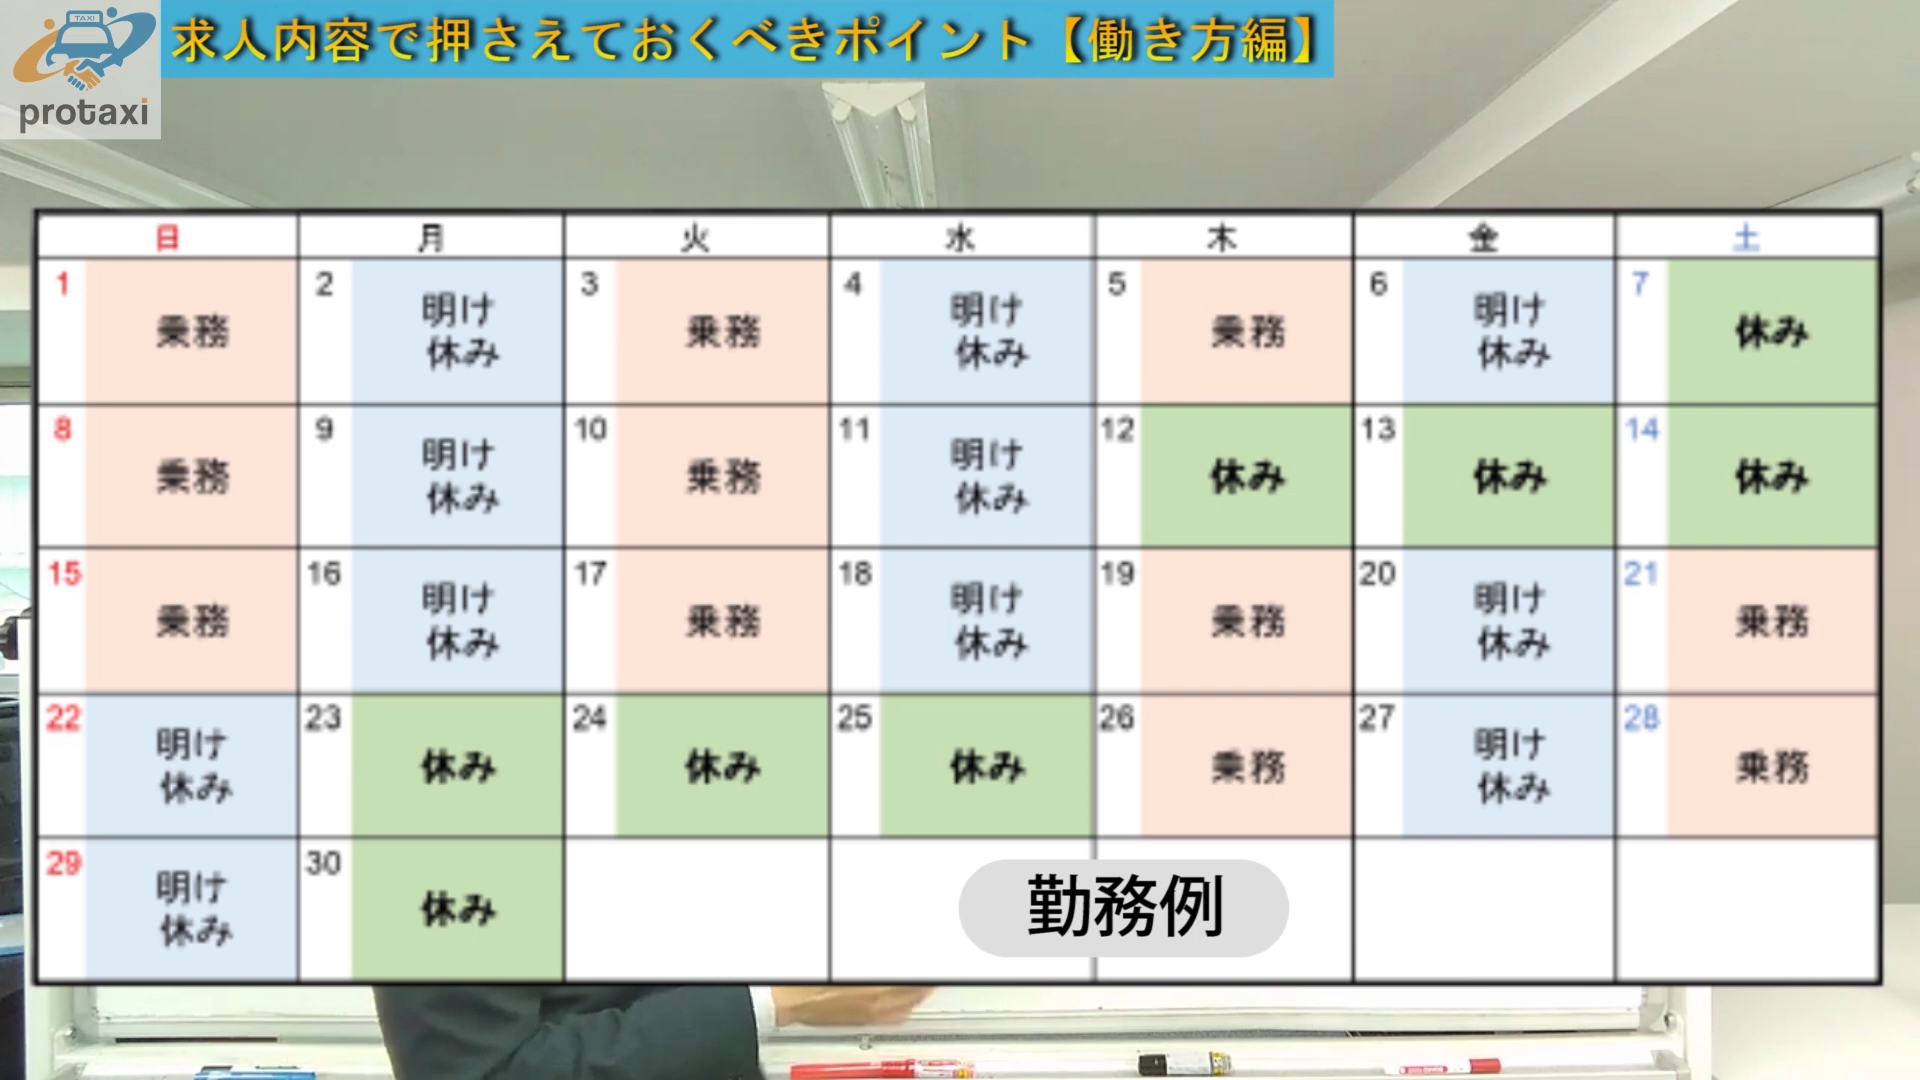 TAXI
protaxi
求人内容で押さえておくべきポイント【働き方編】
日 月 火 水 木 金 土
1 乗務 2 明け休み 3 乗務 4 明け休み 5 乗務 6 明け休み 7 休み
8 乗務 9 明け休み 10 乗務 11 明け休み 12 休み 13 休み 14 休み
15 乗務 16 明け休み 17 乗務 18 明け休み 19 乗務 20 明け休み 21 乗務
22 明け休み 23 休み 24 休み 25 休み 26 乗務 27 明け休み 28 乗務
29 明け休み 30 休み
勤務例